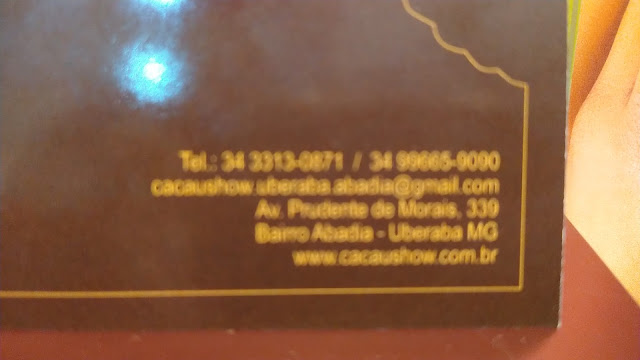 Tel.: 34 3313-0871 / 34 99665-9090
cacaushow.uberaba.abadia@gmail.com
Av. Prudente de Morais, 339
Bairro Abadia - Uberaba MG
www.cacaushow.com.br